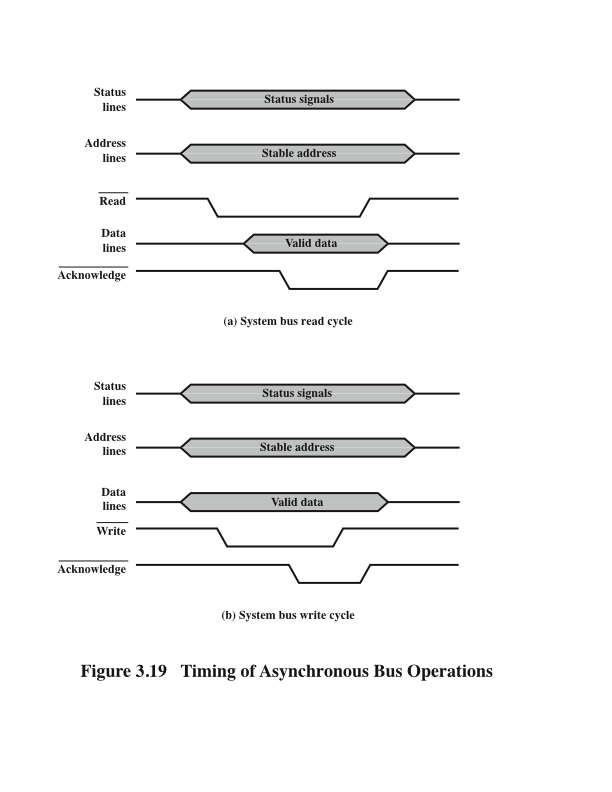 Status
lines
Status signals
Address
lines
Stable address
Read
Data
lines
Valid data
Acknowledge
(a) System bus read cycle
Status
lines
Status signals
Address
lines
Stable address
Data
lines
Valid data
Write
Acknowledge
(b) System bus write cycle
Figure 3.19 Timing of Asynchronous Bus Operations